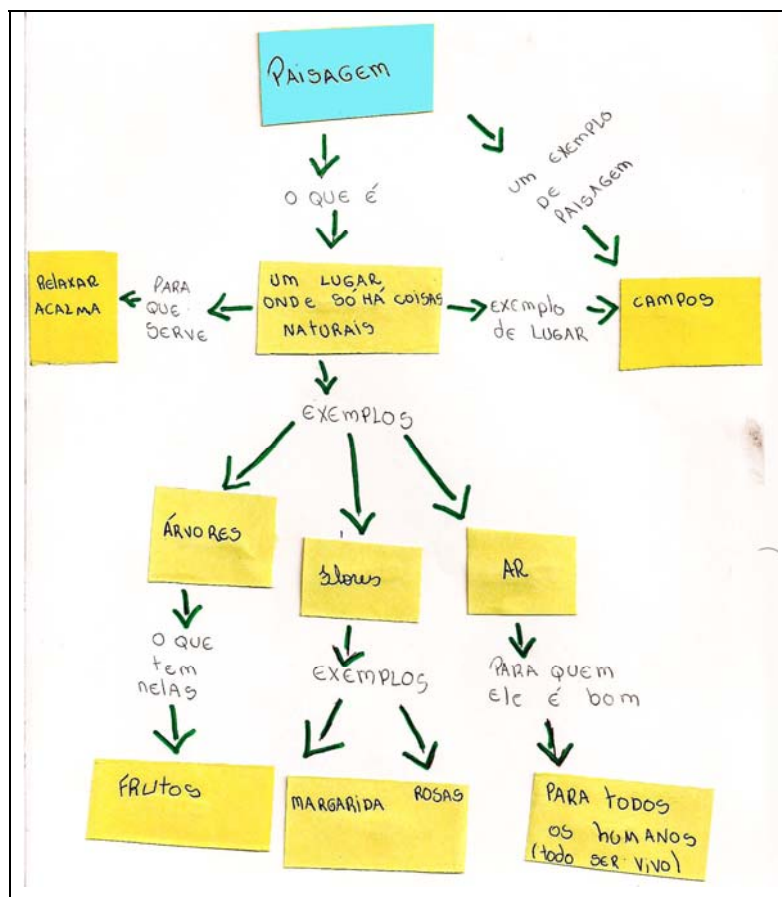 PAISAGEM
UM EXEMPLO
DE
PAISAGEM
O QUE É
RELAXAR
ACALMA
PARA
QUE
SERVE
UM LUGAR
ONDE SÓ HÁ COISAS
NATURAIS
EXEMPLO
de LUGAR
CAMPOS
EXEMPLOS
ÁRVORES
flores
AR
O QUE
tem
nelAS
EXEMPLOS
PARA QUEM
ele é bom
FRUtOS
MARGARIDA ROSAS
PARA tODOS
OS humANOS
(todo SER VIVO)